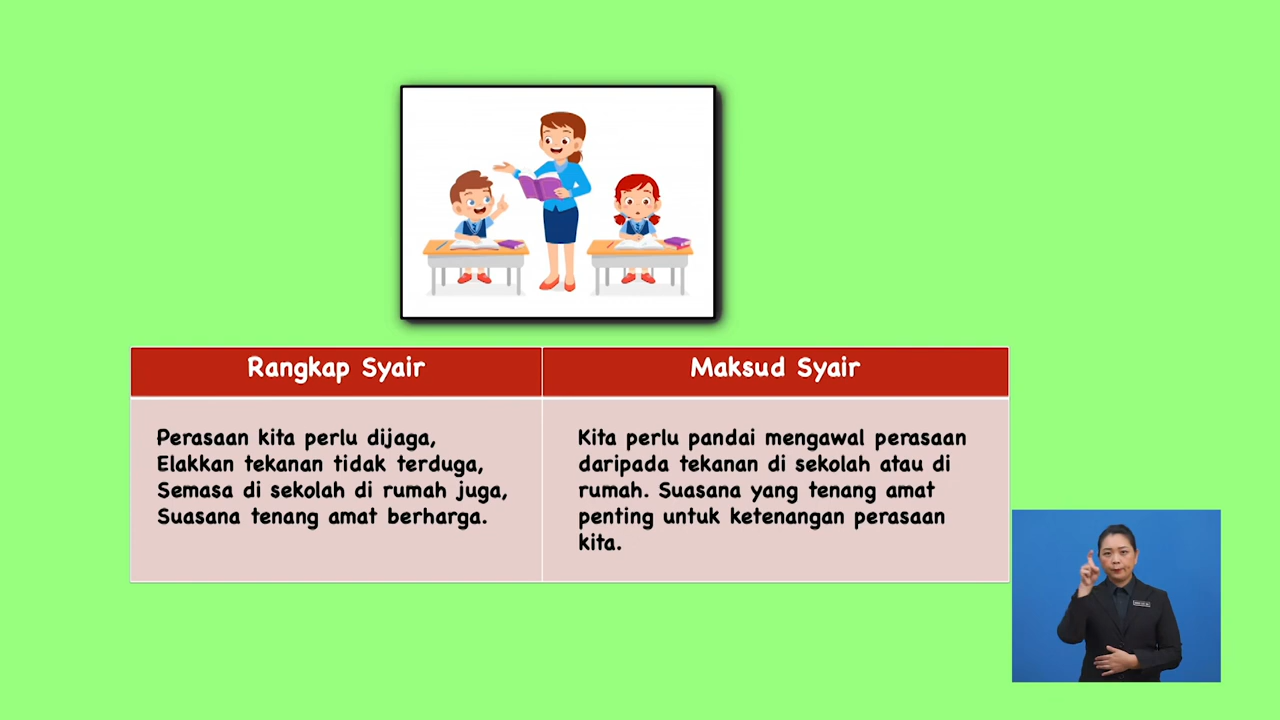 Rangkap Syair
Maksud Syair
Perasaan kita perlu dijaga,
Elakkan tekanan tidak terduga,
Semasa di sekolah di rumah juga,
Suasana tenang amat berharga.
Kita perlu pandai mengawal perasaan
daripada tekanan di sekolah atau di
rumah. Suasana yang tenang amat
penting untuk ketenangan perasaan
kita.